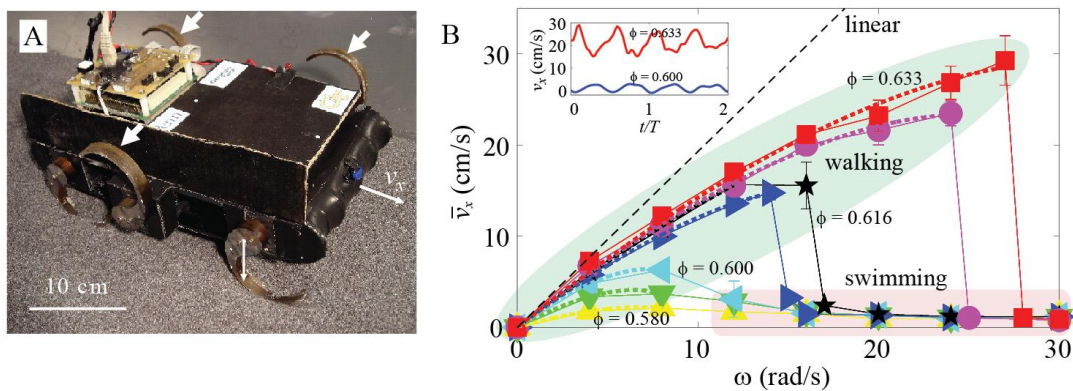 A
v_x
10 cm
B
v_x (cm/s)
30
20
10
0
ϕ = 0.633
ϕ = 0.600
0
1
2
t/T
linear
ϕ = 0.633
walking
ϕ = 0.616
ϕ = 0.600
swimming
ϕ = 0.580
v̄_x (cm/s)
30
20
10
0
0
10
20
30
ω (rad/s)